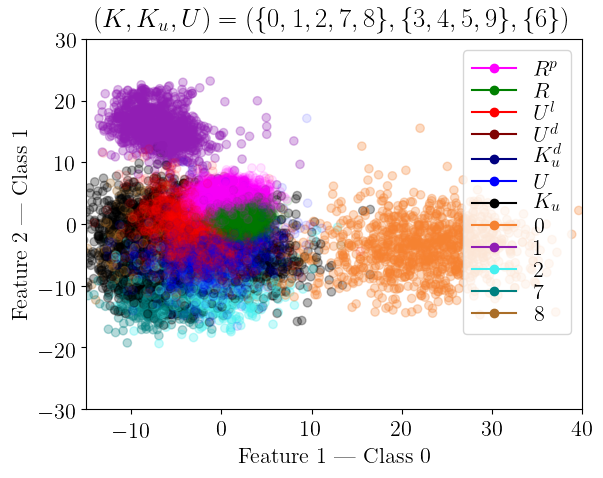 (K, K_u, U) = ({0, 1, 2, 7, 8}, {3, 4, 5, 9}, {6})
30
20
10
0
−10
−20
−30
Feature 2 — Class 1
R^p
R
U^l
U^d
K_u^d
U
K_u
0
1
2
7
8
−10
0
10
20
30
40
Feature 1 — Class 0